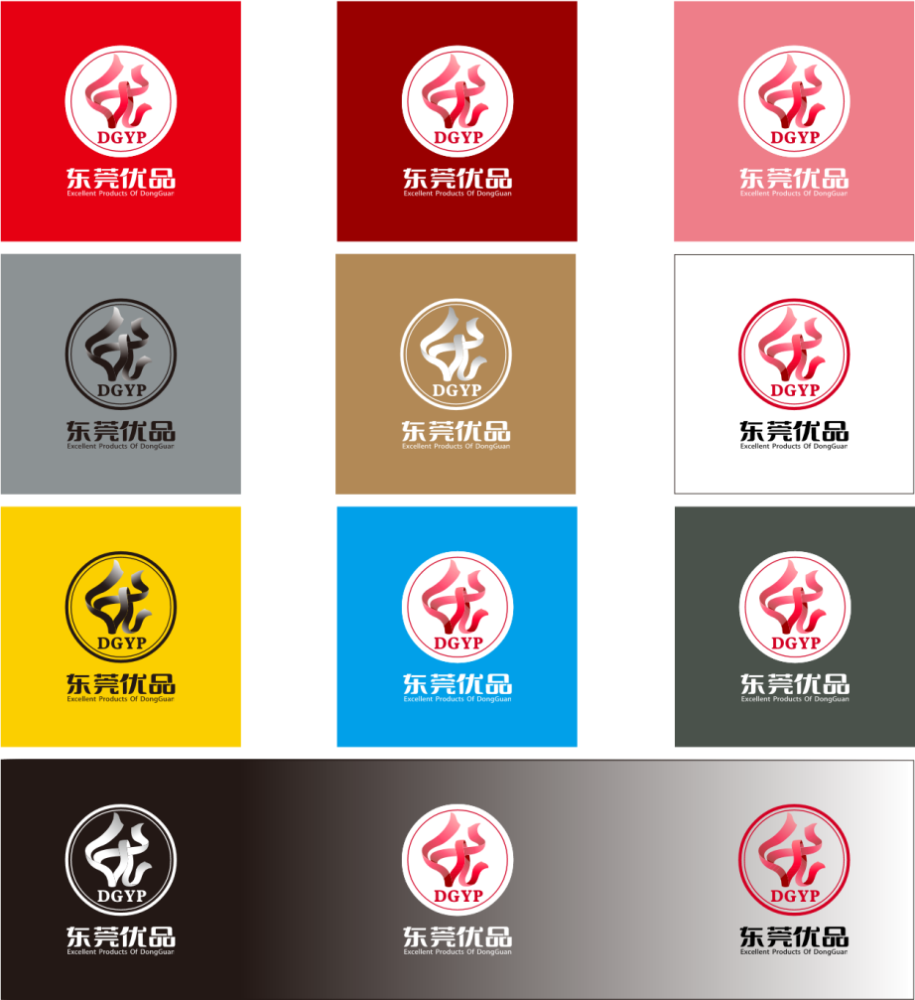 DGYP
东莞优品
Excellent Products Of DongGuan
DGYP
东莞优品
Excellent Products Of DongGuan
DGYP
东莞优品
Excellent Products Of DongGuan
DGYP
东莞优品
Excellent Products Of DongGuan
DGYP
东莞优品
Excellent Products Of DongGuan
DGYP
东莞优品
Excellent Products Of DongGuan
DGYP
东莞优品
Excellent Products Of DongGuan
DGYP
东莞优品
Excellent Products Of DongGuan
DGYP
东莞优品
Excellent Products Of DongGuan
DGYP
东莞优品
Excellent Products Of DongGuan
DGYP
东莞优品
Excellent Products Of DongGuan
DGYP
东莞优品
Excellent Products Of DongGuan